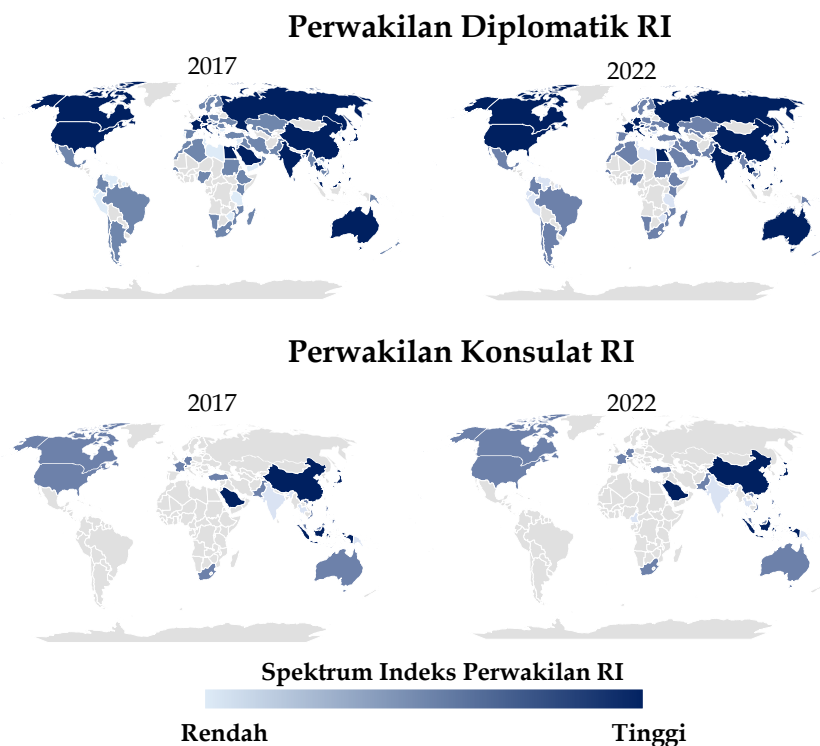 Perwakilan Diplomatik RI
2017
2022
Perwakilan Konsulat RI
2017
2022
Spektrum Indeks Perwakilan RI
Rendah
Tinggi